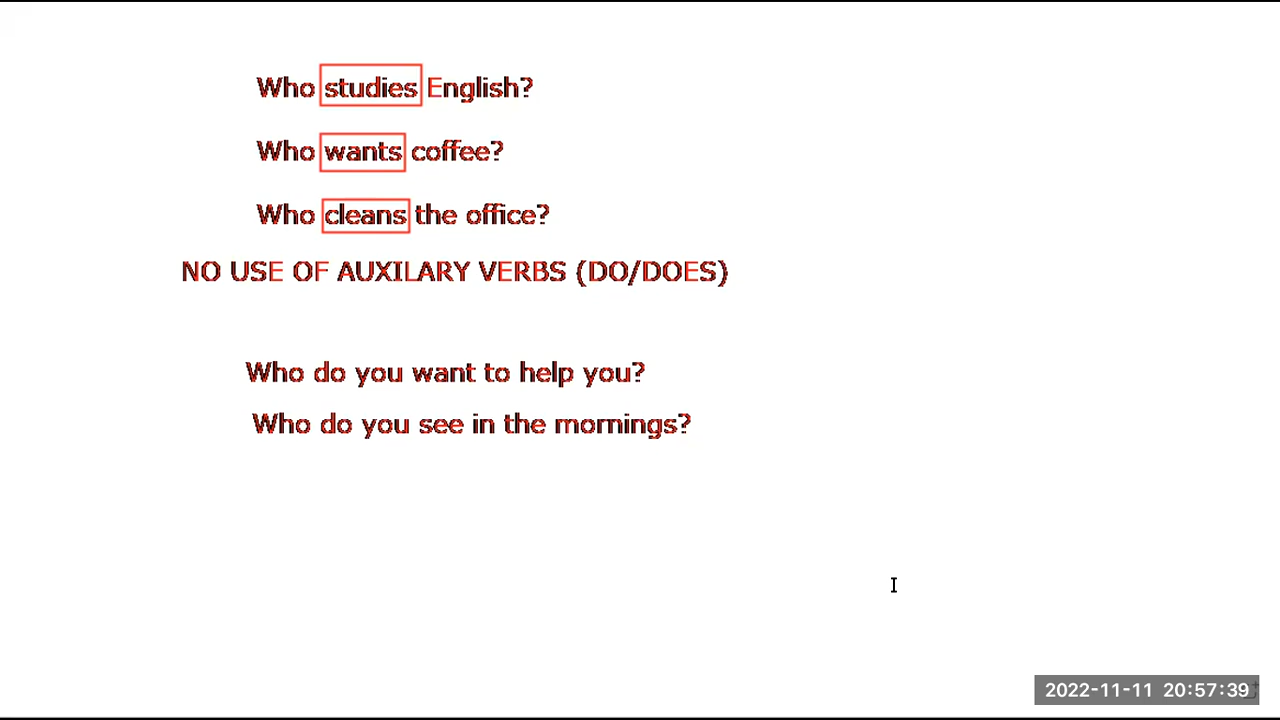 Who studies English?
Who wants coffee?
Who cleans the office?
NO USE OF AUXILARY VERBS (DO/DOES)
Who do you want to help you?
Who do you see in the mornings?
2022-11-11 20:57:39